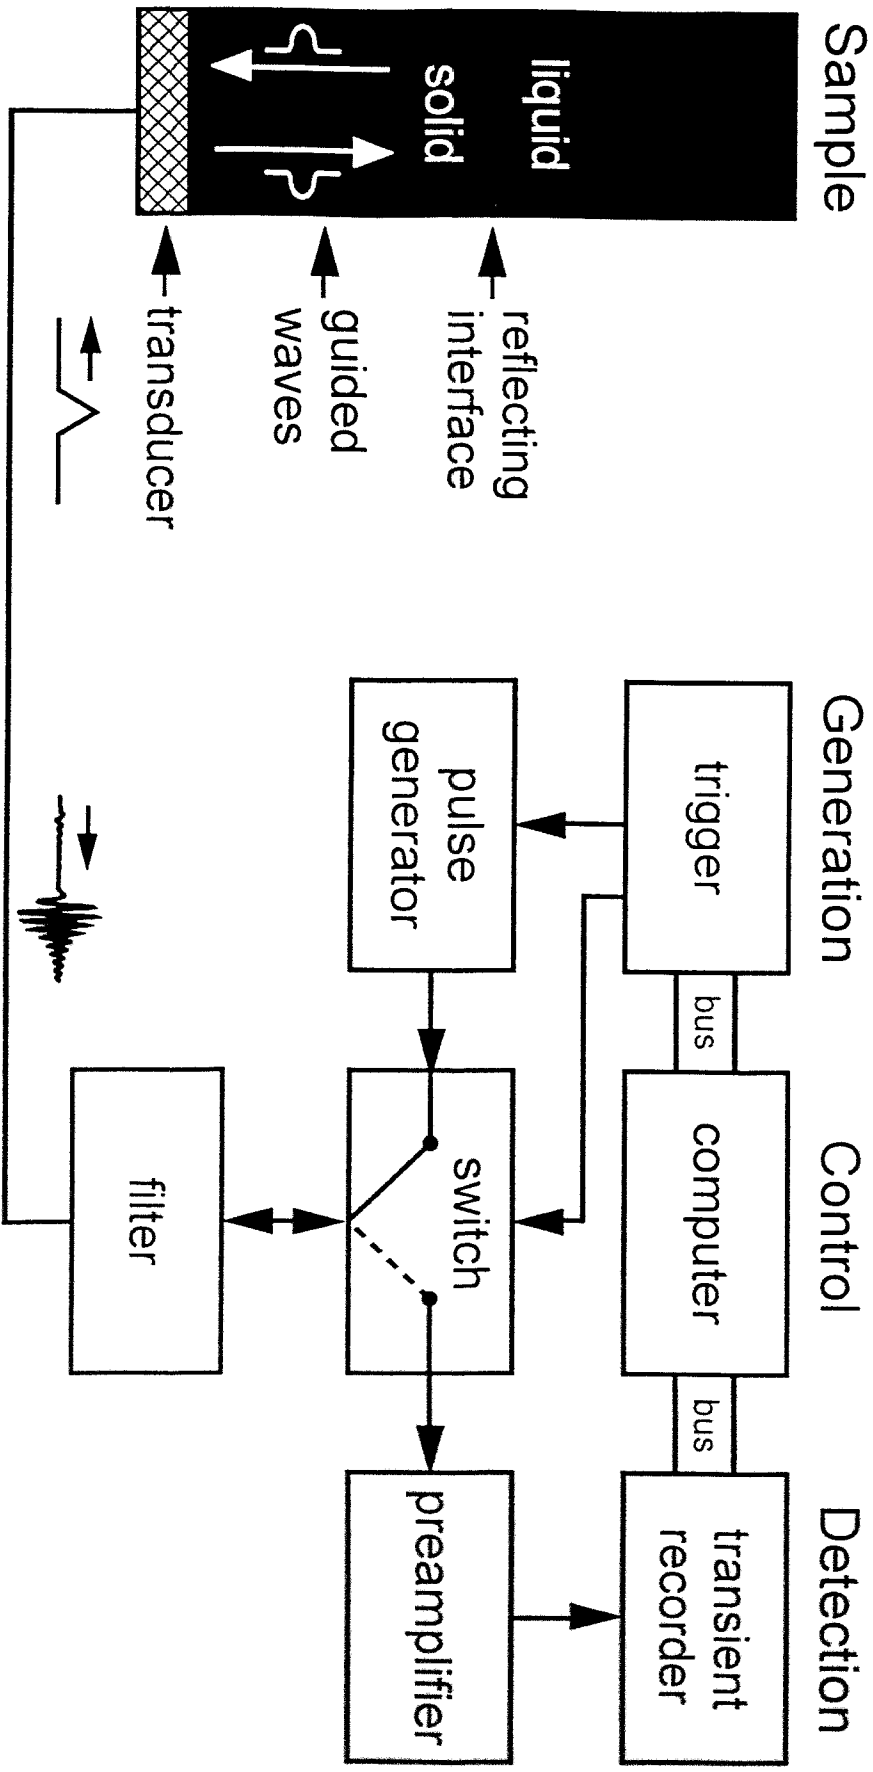 Sample
Generation
Control
Detection
liquid
solid
reflecting
interface
guided
waves
transducer
trigger
bus
computer
bus
transient
recorder
pulse
generator
switch
preamplifier
filter